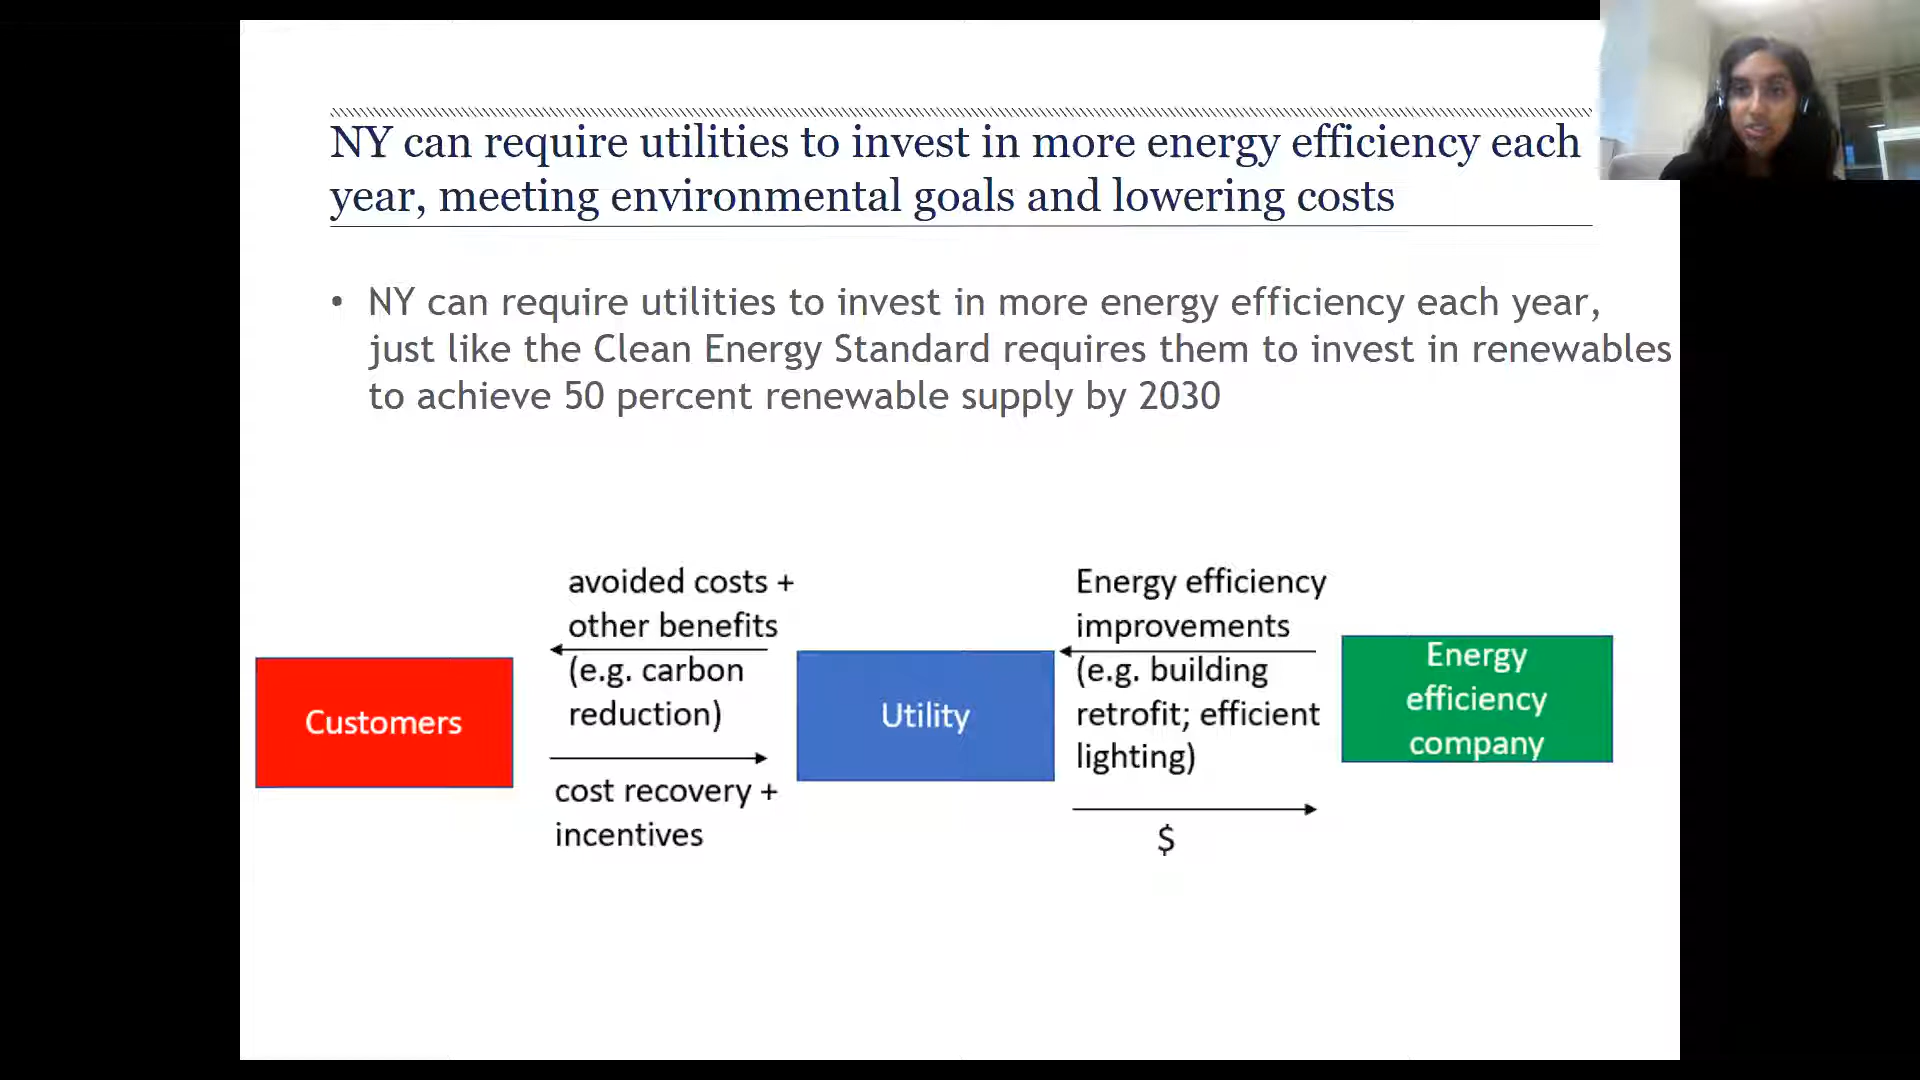 NY can require utilities to invest in more energy efficiency each
year, meeting environmental goals and lowering costs
• NY can require utilities to invest in more energy efficiency each year,
just like the Clean Energy Standard requires them to invest in renewables
to achieve 50 percent renewable supply by 2030
Customers
avoided costs +
other benefits
(e.g. carbon
reduction)
cost recovery +
incentives
Utility
Energy efficiency
improvements
(e.g. building
retrofit; efficient
lighting)
$
Energy
efficiency
company